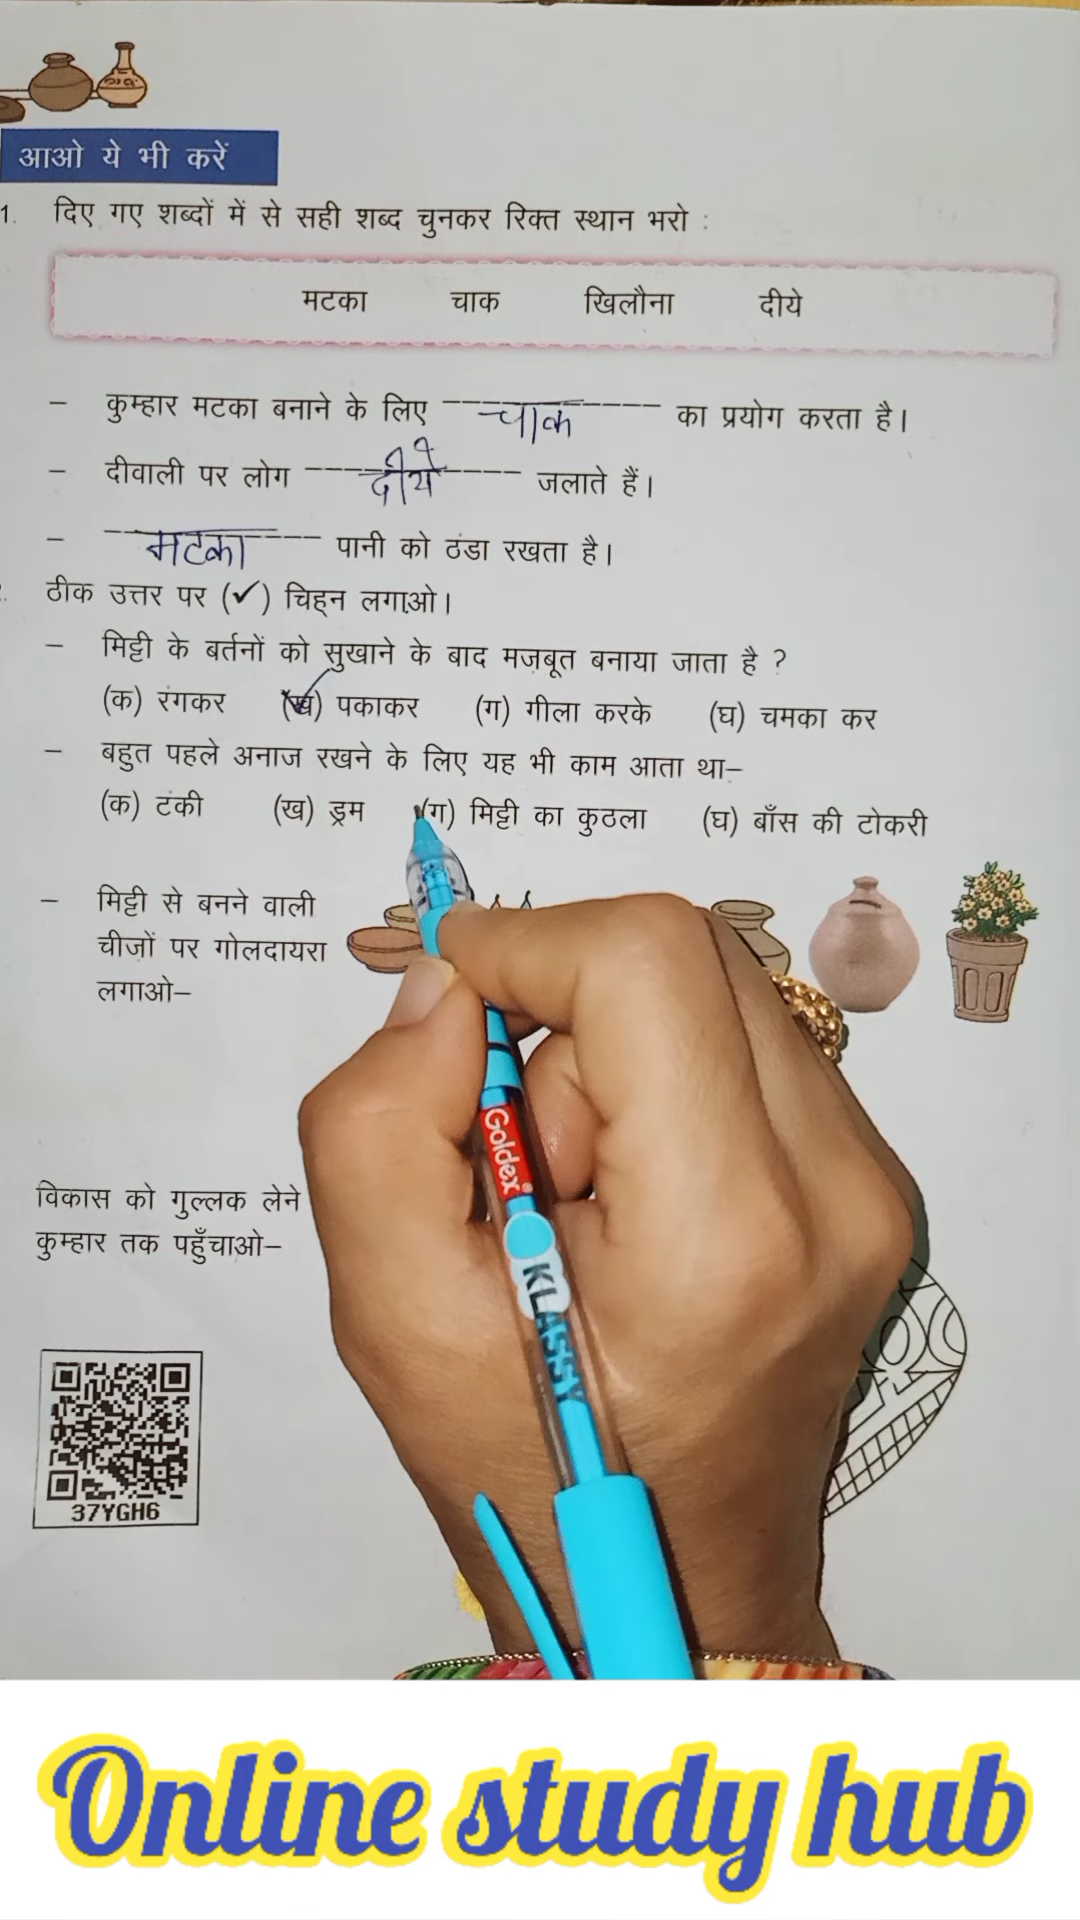 आओ ये भी करें
1. दिए गए शब्दों में से सही शब्द चुनकर रिक्त स्थान भरो :
मटका चाक खिलौना दीये
– कुम्हार मटका बनाने के लिए चाक का प्रयोग करता है।
– दीवाली पर लोग दीये जलाते हैं।
– मटका पानी को ठंडा रखता है।
ठीक उत्तर पर (✓) चिह्न लगाओ।
– मिट्टी के बर्तनों को सुखाने के बाद मज़बूत बनाया जाता है ?
(क) रंगकर (ख) पकाकर (ग) गीला करके (घ) चमका कर
– बहुत पहले अनाज रखने के लिए यह भी काम आता था–
(क) टंकी (ख) ड्रम (ग) मिट्टी का कुठला (घ) बाँस की टोकरी
– मिट्टी से बनने वाली
चीज़ों पर गोलदायरा
लगाओ–
विकास को गुल्लक लेने
कुम्हार तक पहुँचाओ–
37YGH6
Goldex
KLASSY
Online study hub